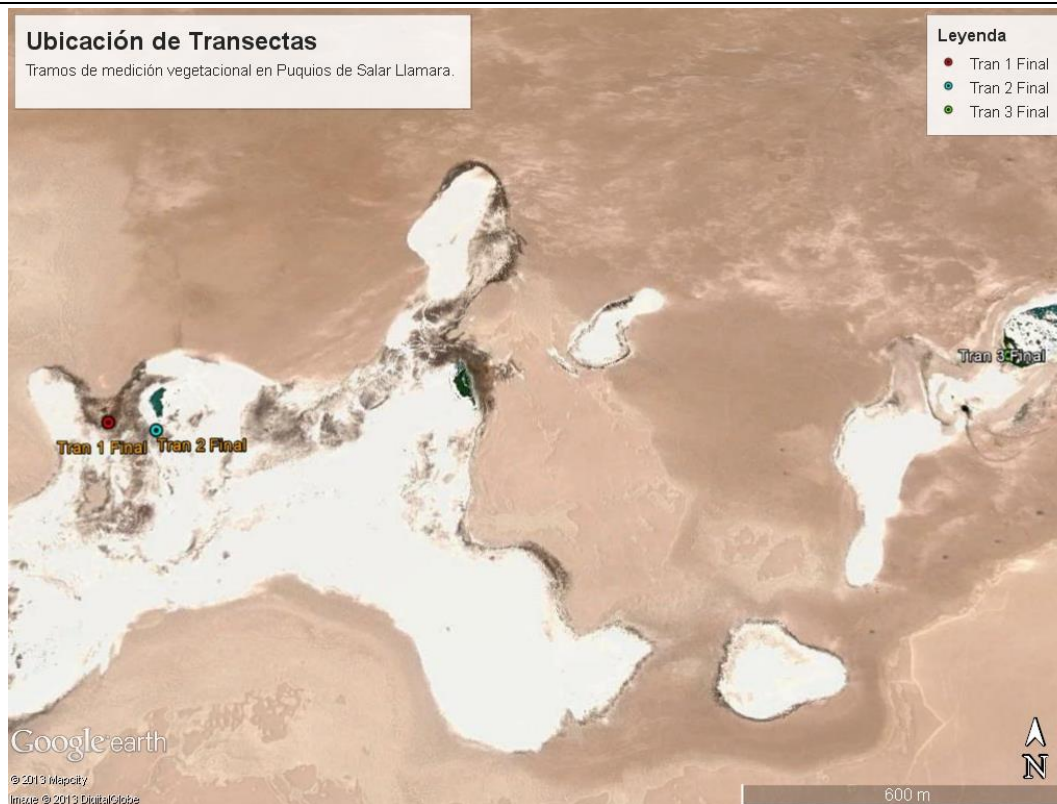 Ubicación de Transectas
Tramos de medición vegetacional en Puquios de Salar Llamara.
Leyenda
Tran 1 Final
Tran 2 Final
Tran 3 Final
Tran 3 Final
Tran 1 Final
Tran 2 Final
Google earth
© 2013 Mapcity
Image © 2013 DigitalGlobe
600 m
N